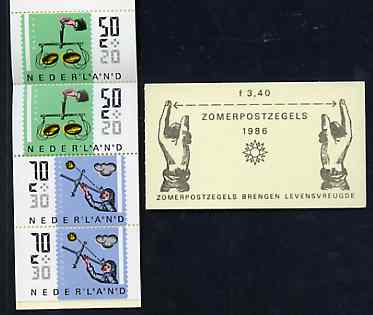 50
c+
20
NEDERLAND
50
c+
20
NEDERLAND
70
c+
30
NEDERLAND
70
c+
30
NEDERLAND
f 3,40
ZOMERPOSTZEGELS
1986
ZOMERPOSTZEGELS BRENGEN LEVENSVREUGDE